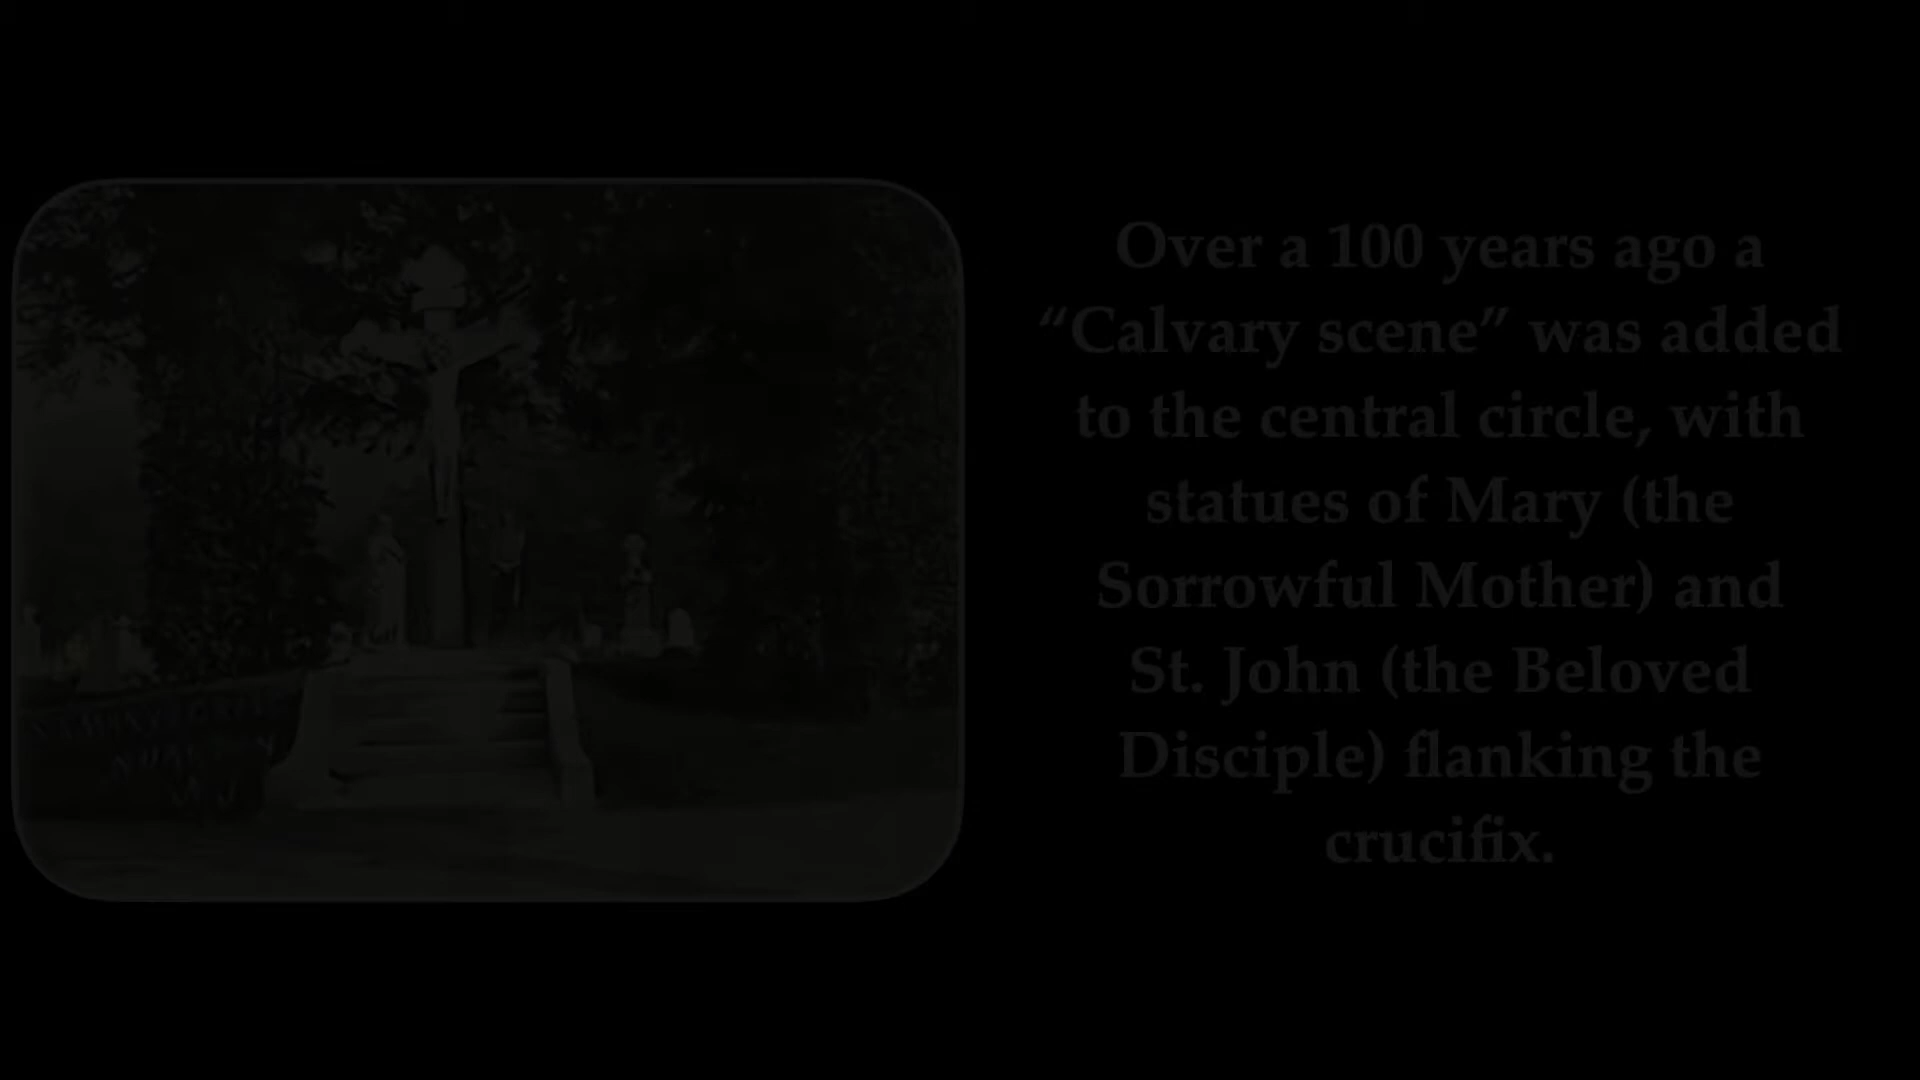 Over a 100 years ago a
“Calvary scene” was added
to the central circle, with
statues of Mary (the
Sorrowful Mother) and
St. John (the Beloved
Disciple) flanking the
crucifix.